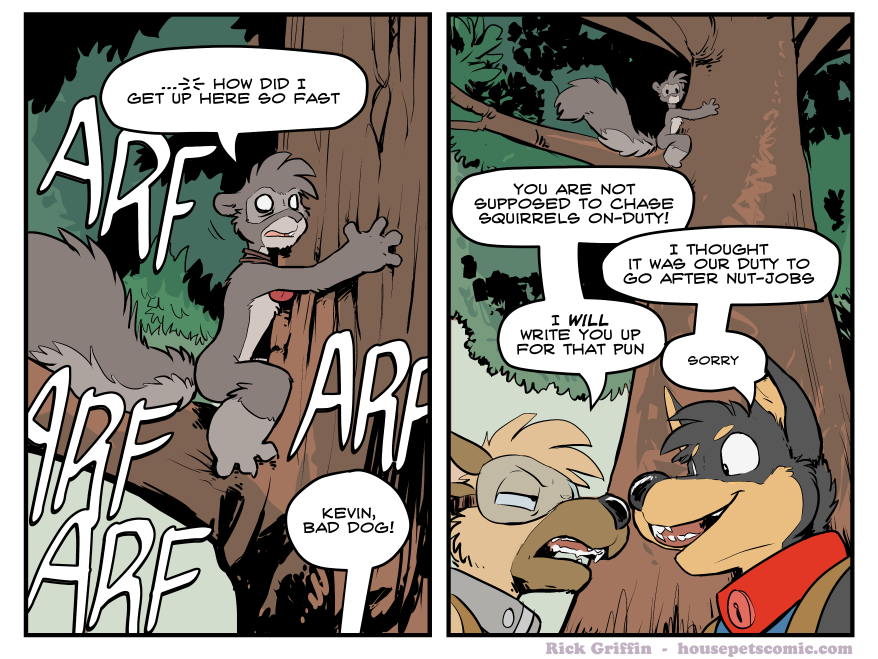 ...HOW DID I
GET UP HERE SO FAST
ARF
ARF
ARF
ARF
KEVIN,
BAD DOG!
YOU ARE NOT
SUPPOSED TO CHASE
SQUIRRELS ON-DUTY!
I THOUGHT
IT WAS OUR DUTY TO
GO AFTER NUT-JOBS
I WILL
WRITE YOU UP
FOR THAT PUN
SORRY
Rick Griffin - housepetscomic.com